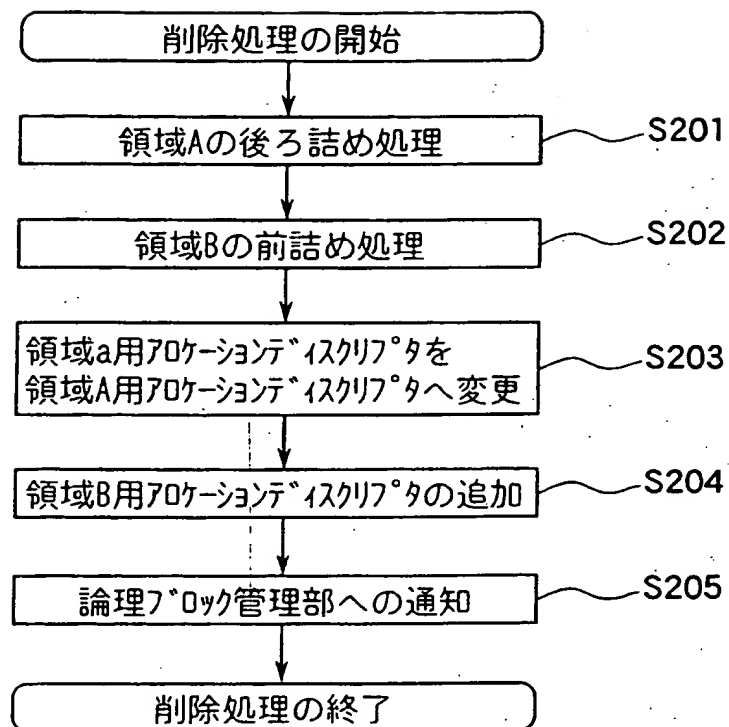 削除処理の開始
領域Aの後ろ詰め処理
S201
領域Bの前詰め処理
S202
領域a用ｱﾛｹｰｼｮﾝﾃﾞｨｽｸﾘﾌﾟﾀを
領域A用ｱﾛｹｰｼｮﾝﾃﾞｨｽｸﾘﾌﾟﾀへ変更
S203
領域B用ｱﾛｹｰｼｮﾝﾃﾞｨｽｸﾘﾌﾟﾀの追加
S204
論理ﾌﾞﾛｯｸ管理部への通知
S205
削除処理の終了